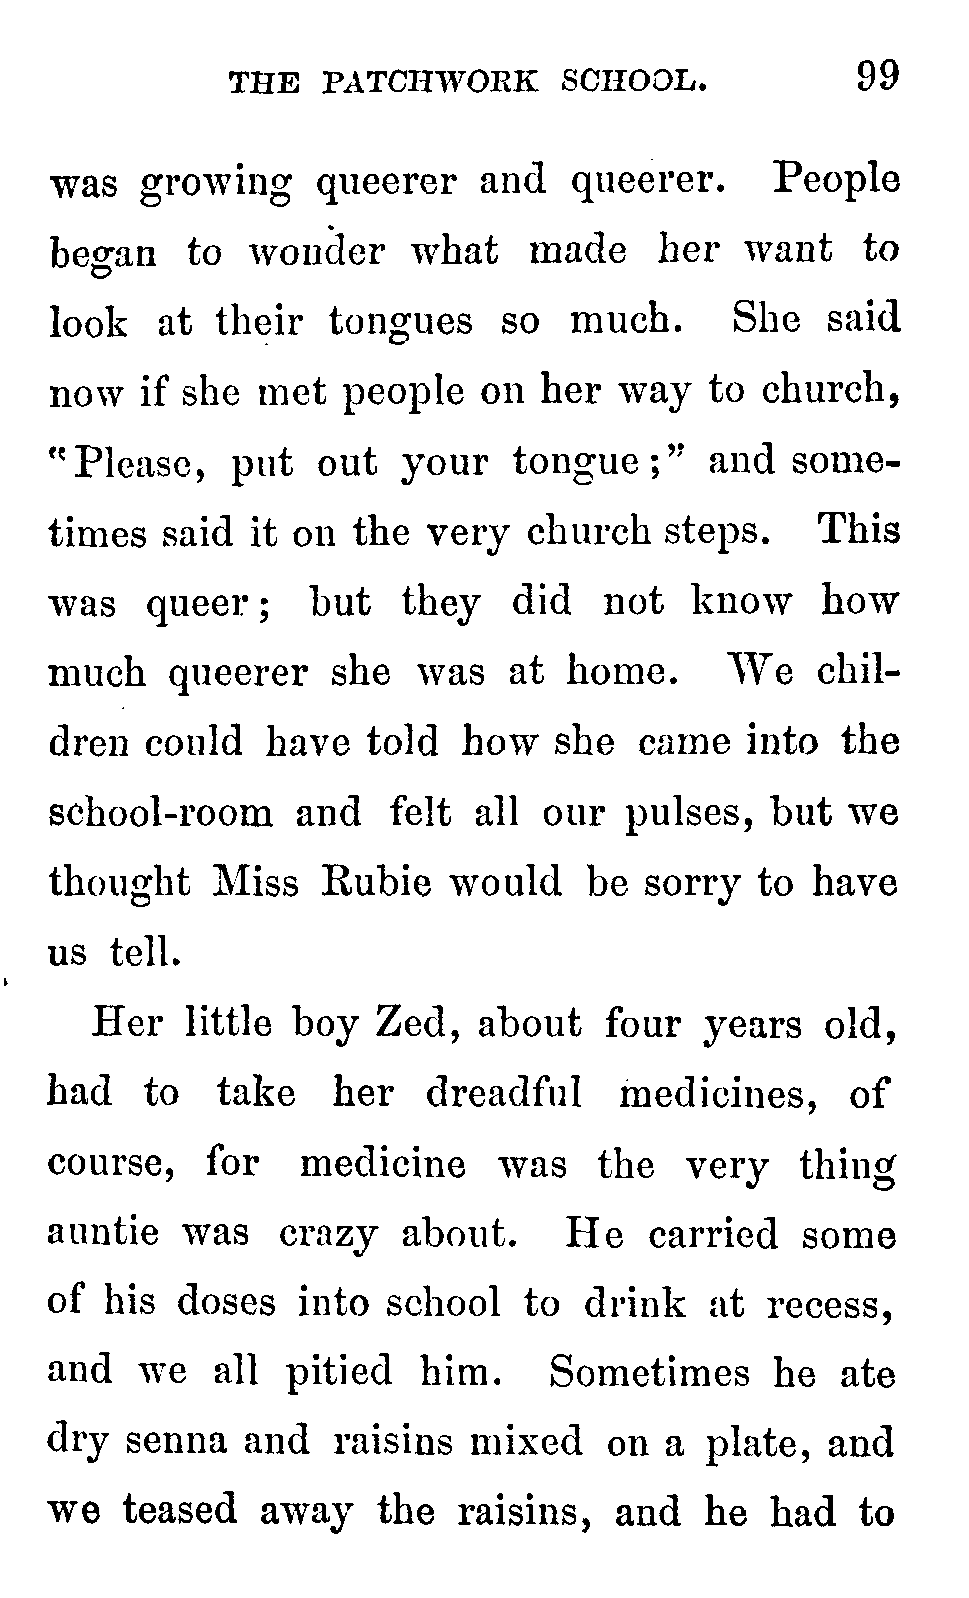 THE PATCHWORK SCHOOL. 99
was growing queerer and queerer. People
began to wonder what made her want to
look at their tongues so much. She said
now if she met people on her way to church,
"Please, put out your tongue;" and some-
times said it on the very church steps. This
was queer; but they did not know how
much queerer she was at home. We chil-
dren could have told how she came into the
school-room and felt all our pulses, but we
thought Miss Rubie would be sorry to have
us tell.
Her little boy Zed, about four years old,
had to take her dreadful medicines, of
course, for medicine was the very thing
auntie was crazy about. He carried some
of his doses into school to drink at recess,
and we all pitied him. Sometimes he ate
dry senna and raisins mixed on a plate, and
we teased away the raisins, and he had to